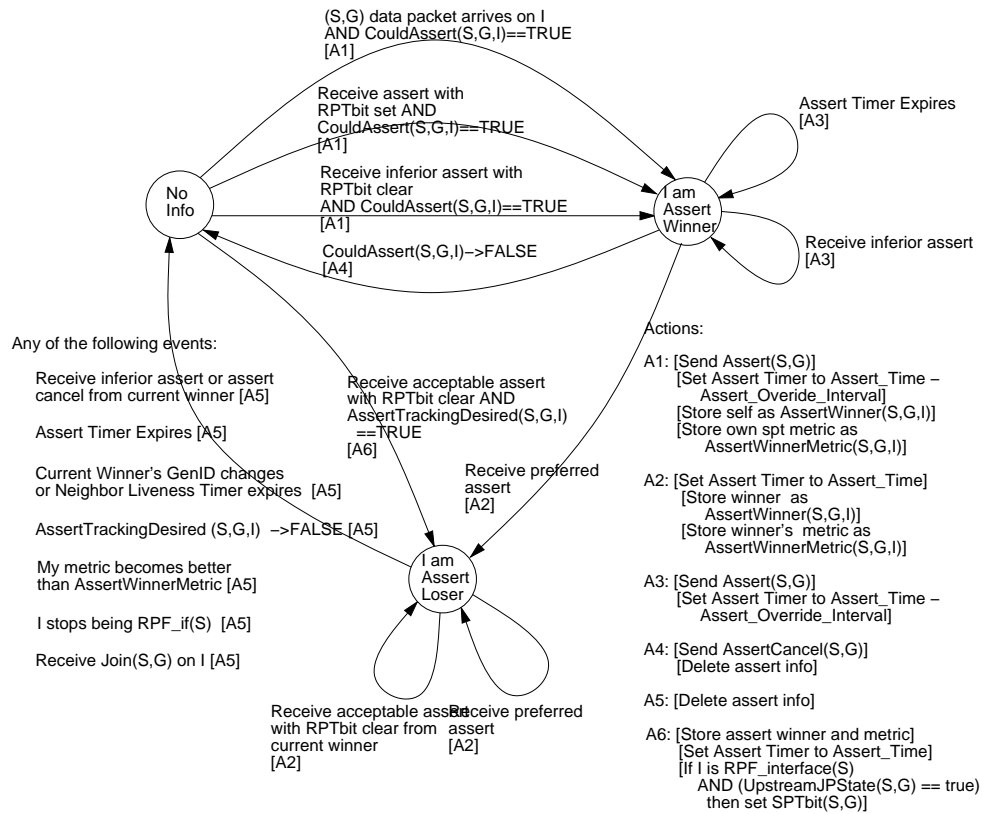 (S,G) data packet arrives on I
AND CouldAssert(S,G,I)==TRUE
[A1]
Receive assert with
RPTbit set AND
CouldAssert(S,G,I)==TRUE
[A1]
Receive inferior assert with
RPTbit clear
AND CouldAssert(S,G,I)==TRUE
[A1]
CouldAssert(S,G,I)–>FALSE
[A4]
No
Info
I am
Assert
Winner
Assert Timer Expires
[A3]
Receive inferior assert
[A3]
Any of the following events:
Receive inferior assert or assert
cancel from current winner [A5]
Assert Timer Expires [A5]
Current Winner's GenID changes
or Neighbor Liveness Timer expires [A5]
AssertTrackingDesired (S,G,I) –>FALSE [A5]
My metric becomes better
than AssertWinnerMetric [A5]
I stops being RPF_if(S) [A5]
Receive Join(S,G) on I [A5]
Receive acceptable assert
with RPTbit clear AND
AssertTrackingDesired(S,G,I)
==TRUE
[A6]
Receive preferred
assert
[A2]
I am
Assert
Loser
Receive acceptable assert
with RPTbit clear from
current winner
[A2]
Receive preferred
assert
[A2]
Actions:
A1: [Send Assert(S,G)]
[Set Assert Timer to Assert_Time –
Assert_Overide_Interval]
[Store self as AssertWinner(S,G,I)]
[Store own spt metric as
AssertWinnerMetric(S,G,I)]
A2: [Set Assert Timer to Assert_Time]
[Store winner as
AssertWinner(S,G,I)]
[Store winner's metric as
AssertWinnerMetric(S,G,I)]
A3: [Send Assert(S,G)]
[Set Assert Timer to Assert_Time –
Assert_Override_Interval]
A4: [Send AssertCancel(S,G)]
[Delete assert info]
A5: [Delete assert info]
A6: [Store assert winner and metric]
[Set Assert Timer to Assert_Time]
[If I is RPF_interface(S)
AND (UpstreamJPState(S,G) == true)
then set SPTbit(S,G)]